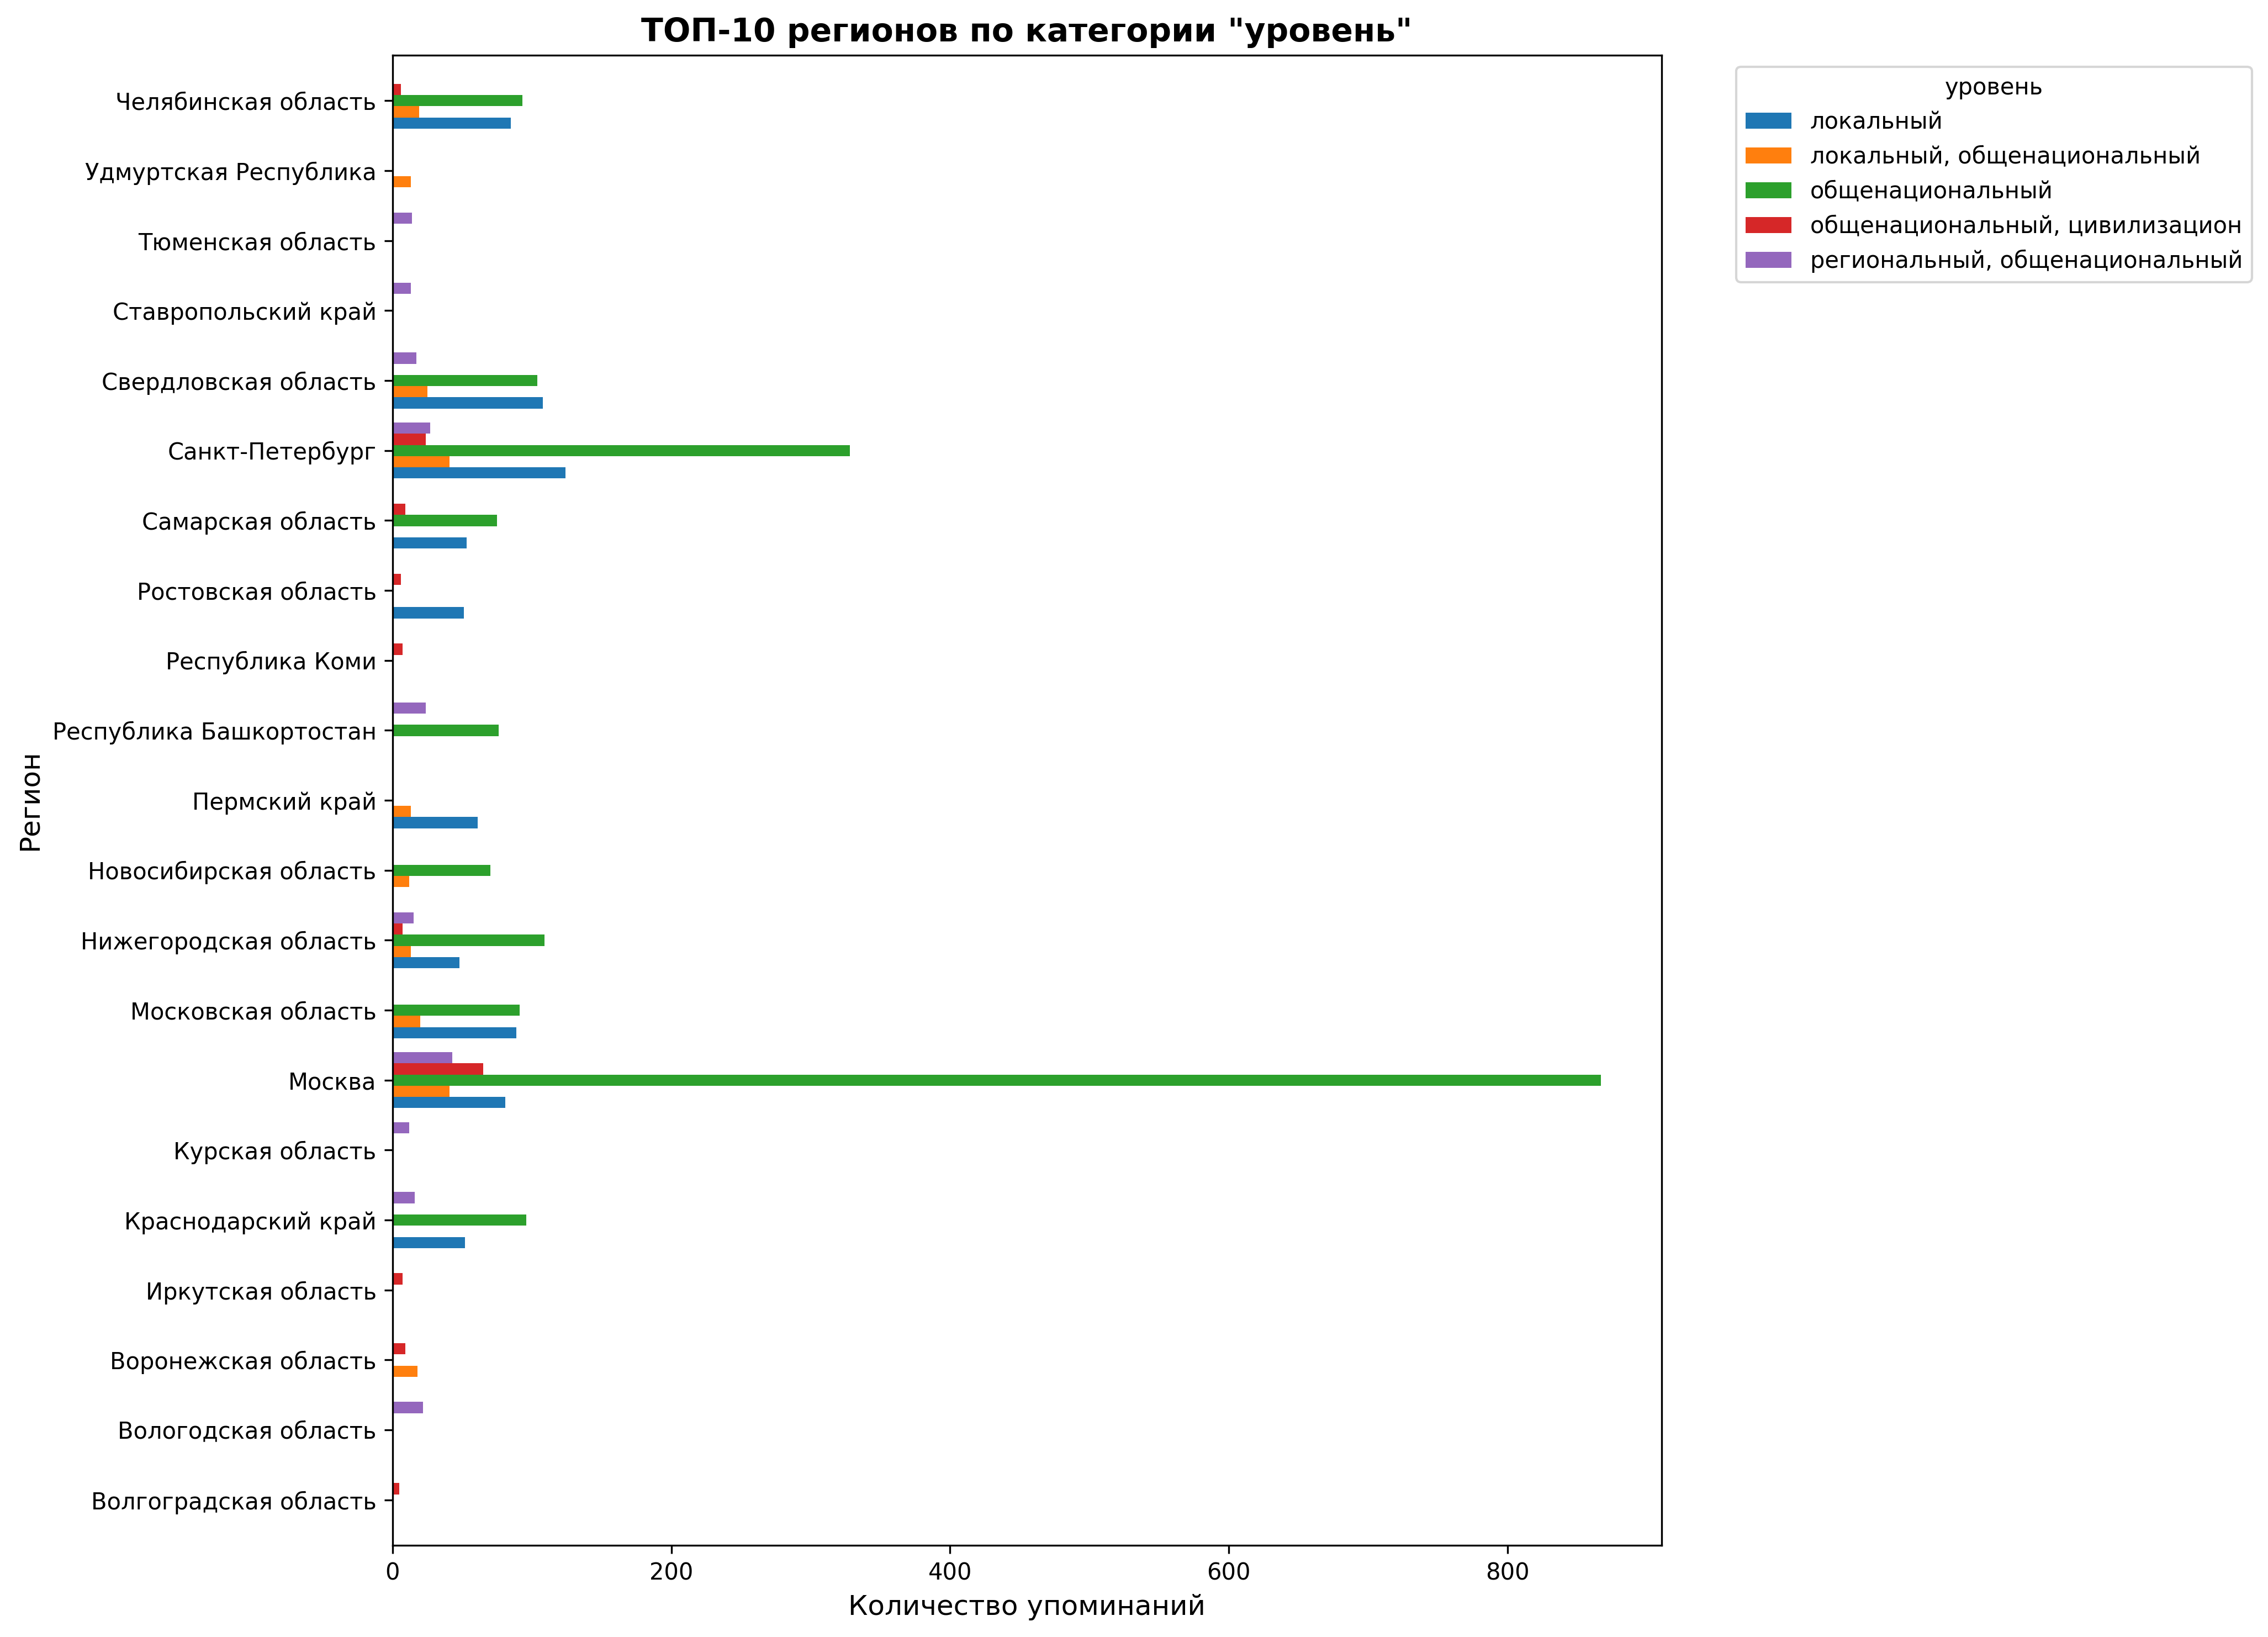 ТОП-10 регионов по категории "уровень"
Челябинская область
Удмуртская Республика
Тюменская область
Ставропольский край
Свердловская область
Санкт-Петербург
Самарская область
Ростовская область
Республика Коми
Республика Башкортостан
Пермский край
Новосибирская область
Нижегородская область
Московская область
Москва
Курская область
Краснодарский край
Иркутская область
Воронежская область
Вологодская область
Волгоградская область
Регион
0 200 400 600 800
Количество упоминаний
уровень
локальный
локальный, общенациональный
общенациональный
общенациональный, цивилизацион
региональный, общенациональный